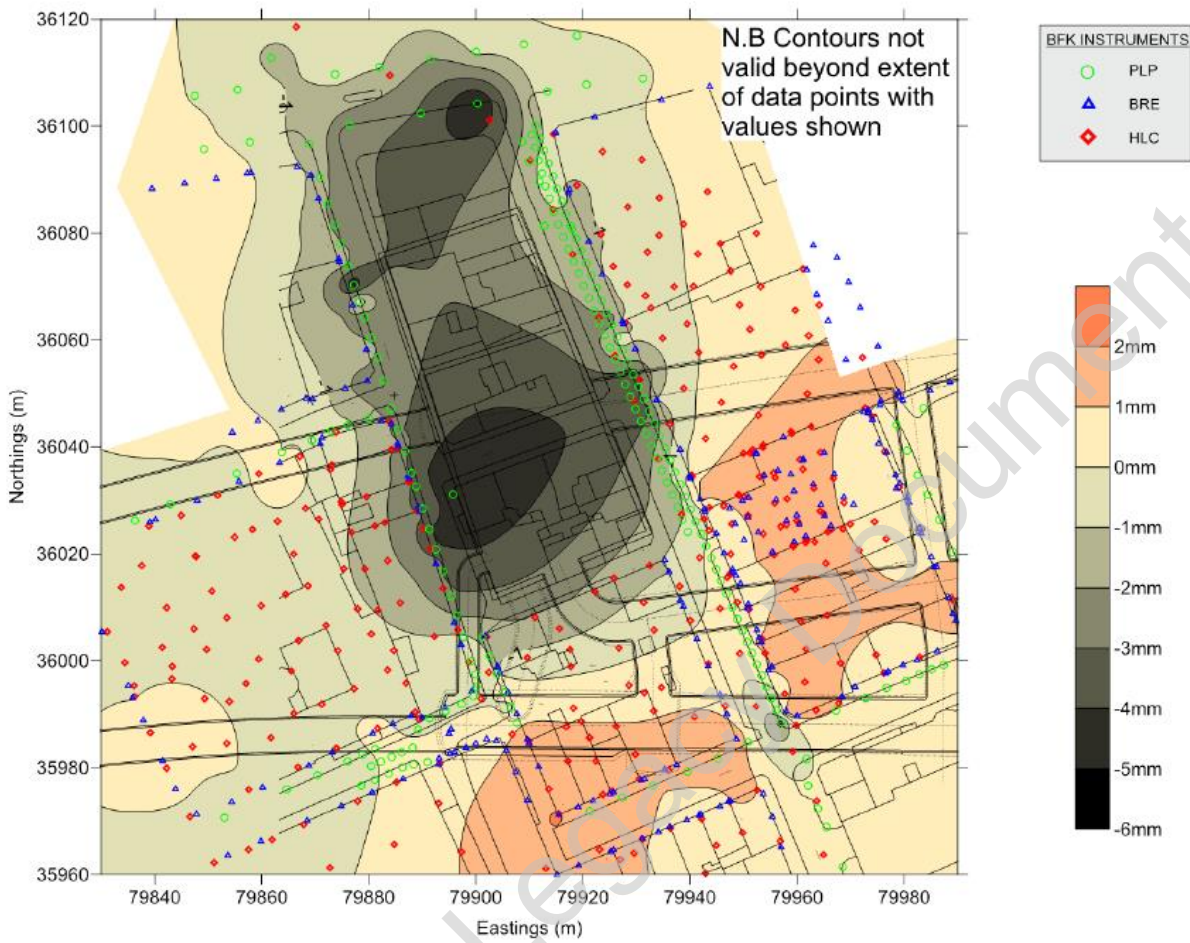 36120
36100
36080
36060
36040
36020
36000
35980
35960
Northings (m)
79840
79860
79880
79900
79920
79940
79960
79980
Eastings (m)
N.B Contours not
valid beyond extent
of data points with
values shown
BFK INSTRUMENTS
PLP
BRE
HLC
2mm
1mm
0mm
-1mm
-2mm
-3mm
-4mm
-5mm
-6mm
Legacy Document